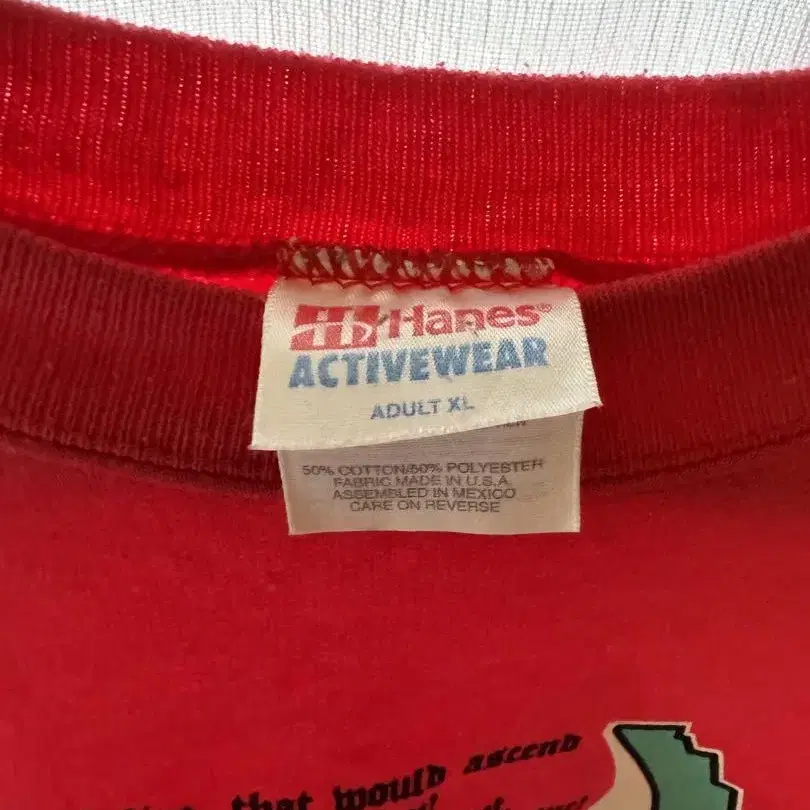 Hanes®
ACTIVEWEAR
ADULT XL
50% COTTON/50% POLYESTER
FABRIC MADE IN U.S.A.
ASSEMBLED IN MEXICO
CARE ON REVERSE
that would ascend